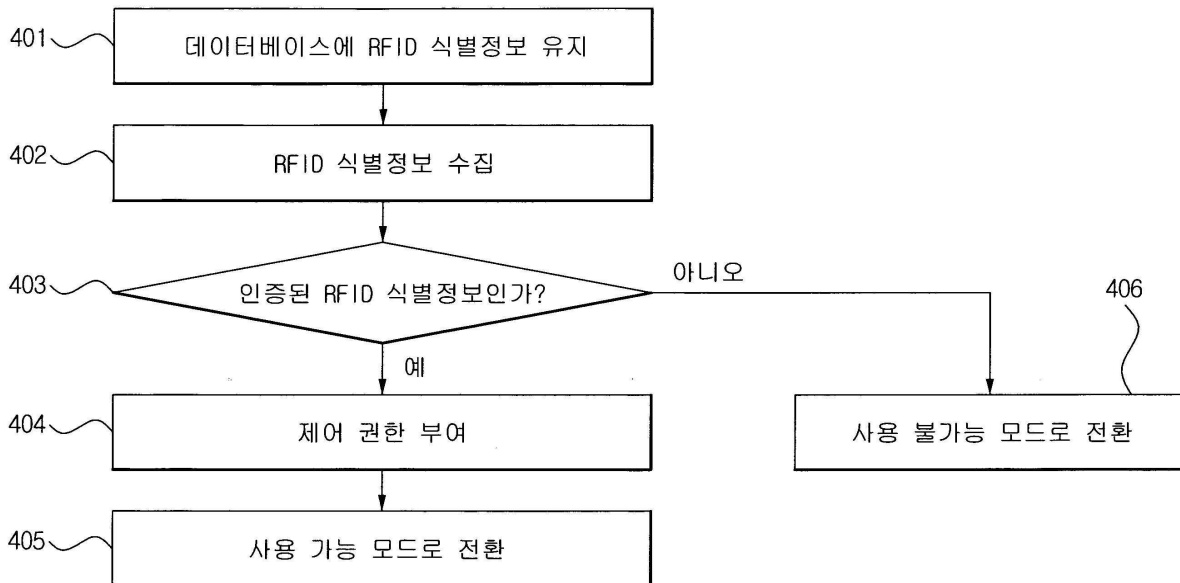 401
데이터베이스에 RFID 식별정보 유지
402
RFID 식별정보 수집
403
인증된 RFID 식별정보인가?
아니오
406
예
404
제어 권한 부여
사용 불가능 모드로 전환
405
사용 가능 모드로 전환